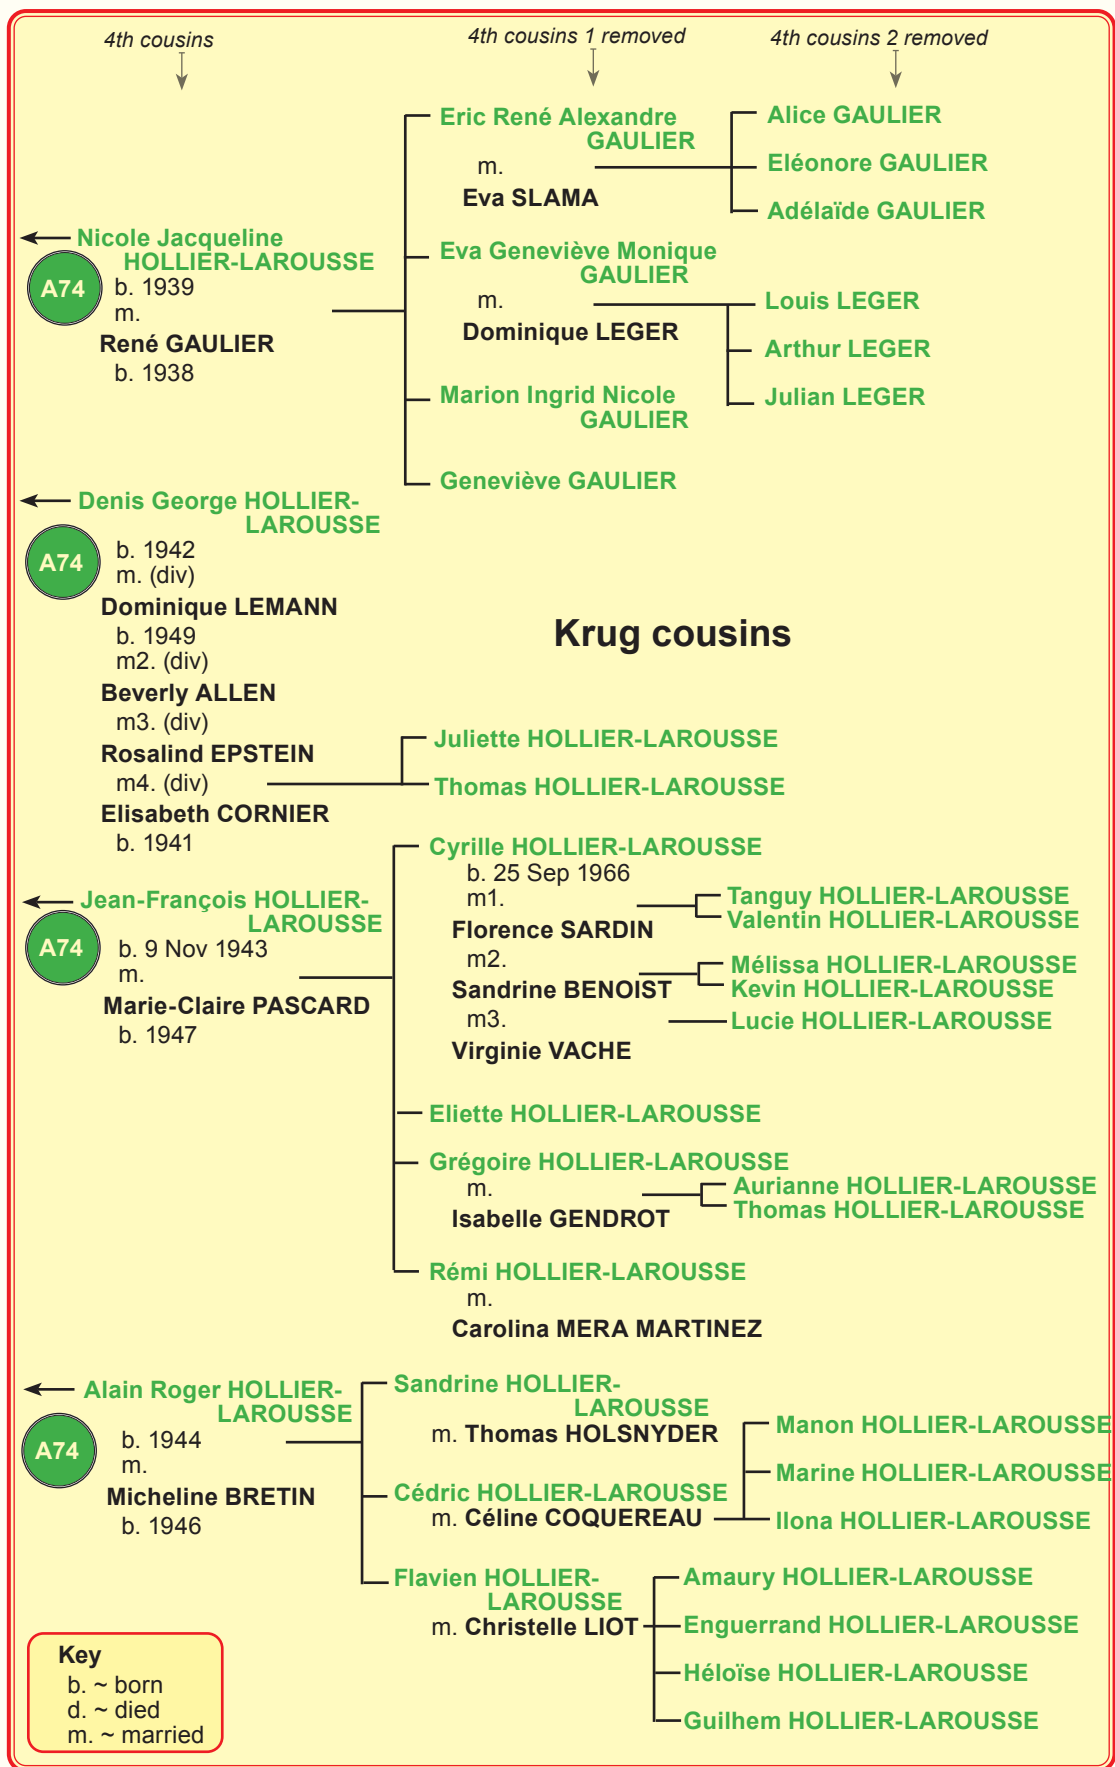 4th cousins
4th cousins 1 removed
4th cousins 2 removed
Nicole Jacqueline
HOLLIER-LAROUSSE
A74
b. 1939
m.
René GAULIER
b. 1938
Eric René Alexandre
GAULIER
m.
Eva SLAMA
Alice GAULIER
Eléonore GAULIER
Adélaïde GAULIER
Eva Geneviève Monique
GAULIER
m.
Dominique LEGER
Louis LEGER
Arthur LEGER
Julian LEGER
Marion Ingrid Nicole
GAULIER
Geneviève GAULIER
Denis George HOLLIER-
LAROUSSE
A74
b. 1942
m. (div)
Dominique LEMANN
b. 1949
m2. (div)
Beverly ALLEN
m3. (div)
Rosalind EPSTEIN
m4. (div)
Elisabeth CORNIER
b. 1941
Krug cousins
Juliette HOLLIER-LAROUSSE
Thomas HOLLIER-LAROUSSE
Jean-François HOLLIER-
LAROUSSE
A74
b. 9 Nov 1943
m.
Marie-Claire PASCARD
b. 1947
Cyrille HOLLIER-LAROUSSE
b. 25 Sep 1966
m1.
Florence SARDIN
m2.
Sandrine BENOIST
m3.
Virginie VACHE
Tanguy HOLLIER-LAROUSSE
Valentin HOLLIER-LAROUSSE
Mélissa HOLLIER-LAROUSSE
Kevin HOLLIER-LAROUSSE
Lucie HOLLIER-LAROUSSE
Eliette HOLLIER-LAROUSSE
Grégoire HOLLIER-LAROUSSE
m.
Isabelle GENDROT
Aurianne HOLLIER-LAROUSSE
Thomas HOLLIER-LAROUSSE
Rémi HOLLIER-LAROUSSE
m.
Carolina MERA MARTINEZ
Alain Roger HOLLIER-
LAROUSSE
A74
b. 1944
m.
Micheline BRETIN
b. 1946
Sandrine HOLLIER-
LAROUSSE
m. Thomas HOLSNYDER
Cédric HOLLIER-LAROUSSE
m. Céline COQUEREAU
Manon HOLLIER-LAROUSSE
Marine HOLLIER-LAROUSSE
Ilona HOLLIER-LAROUSSE
Flavien HOLLIER-
LAROUSSE
m. Christelle LIOT
Amaury HOLLIER-LAROUSSE
Enguerrand HOLLIER-LAROUSSE
Héloïse HOLLIER-LAROUSSE
Guilhem HOLLIER-LAROUSSE
Key
b. ~ born
d. ~ died
m. ~ married